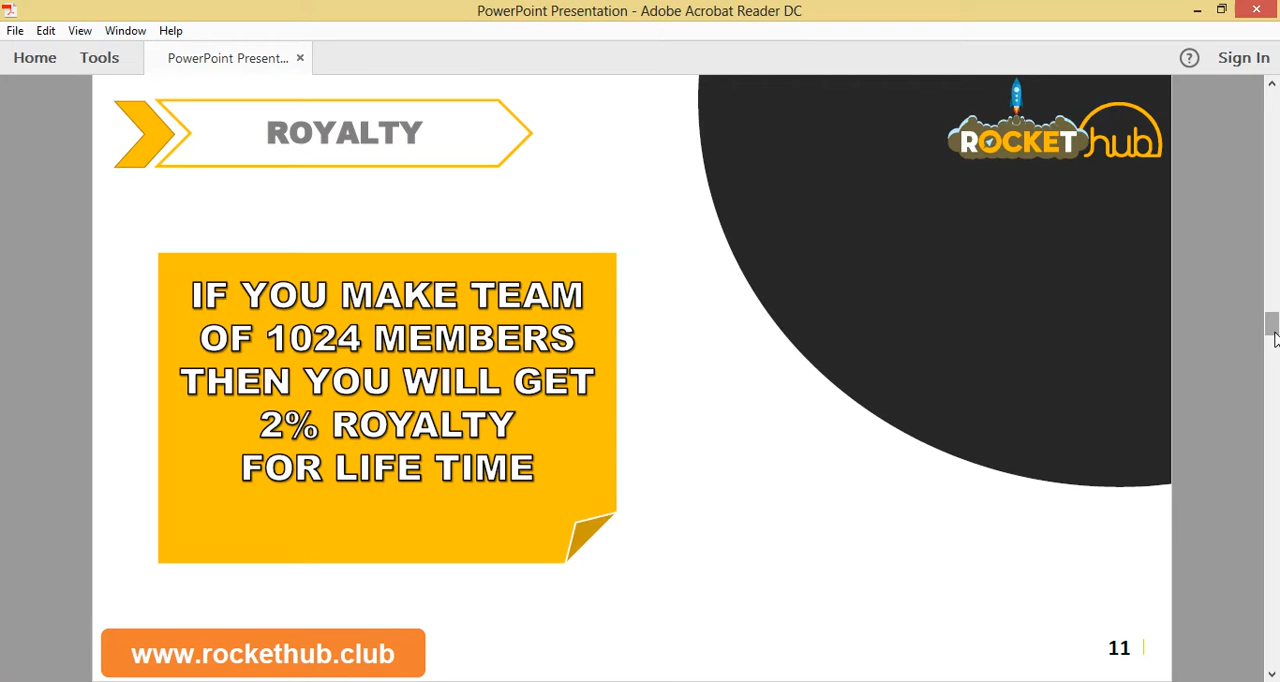 PowerPoint Presentation - Adobe Acrobat Reader DC
File Edit View Window Help
Home Tools PowerPoint Present... × ? Sign In
ROYALTY
ROCKET hub
IF YOU MAKE TEAM
OF 1024 MEMBERS
THEN YOU WILL GET
2% ROYALTY
FOR LIFE TIME
www.rockethub.club
11